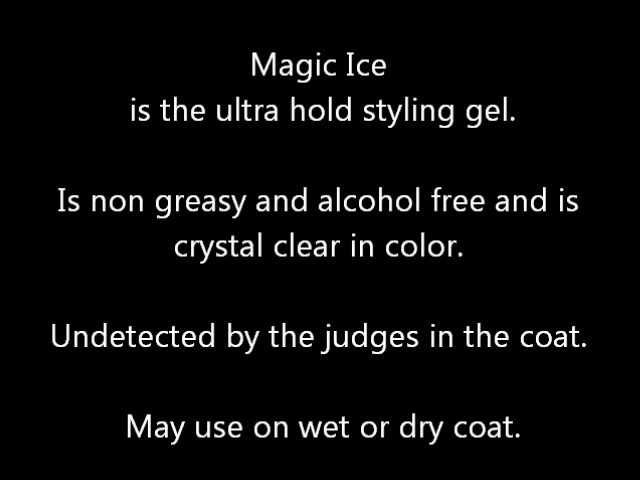 Magic Ice
is the ultra hold styling gel.
Is non greasy and alcohol free and is
crystal clear in color.
Undetected by the judges in the coat.
May use on wet or dry coat.